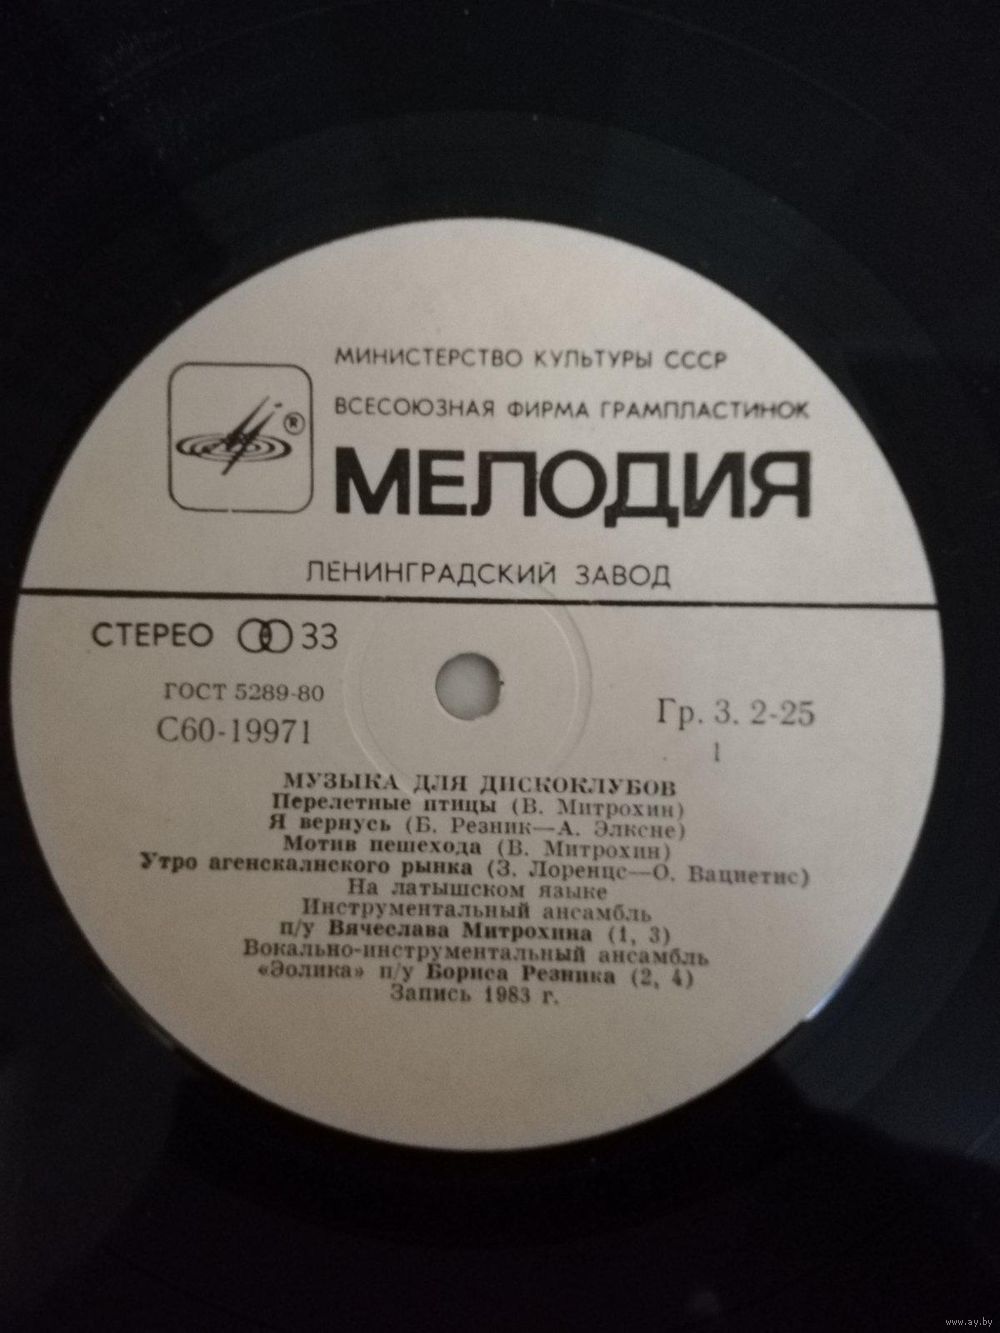 МИНИСТЕРСТВО КУЛЬТУРЫ СССР
ВСЕСОЮЗНАЯ ФИРМА ГРАМПЛАСТИНОК
®
МЕЛОДИЯ
ЛЕНИНГРАДСКИЙ ЗАВОД
СТЕРЕО 33
ГОСТ 5289-80
С60-19971
Гр. 3. 2-25
1
МУЗЫКА ДЛЯ ДИСКОКЛУБОВ
Перелетные птицы (В. Митрохин)
Я вернусь (Б. Резник—А. Элксне)
Мотив пешехода (В. Митрохин)
Утро агенскалнского рынка (З. Лоренцс—О. Вациетис)
На латышском языке
Инструментальный ансамбль
п/у Вячеслава Митрохина (1, 3)
Вокально-инструментальный ансамбль
«Эолика» п/у Бориса Резника (2, 4)
Запись 1983 г.
www.ay.by